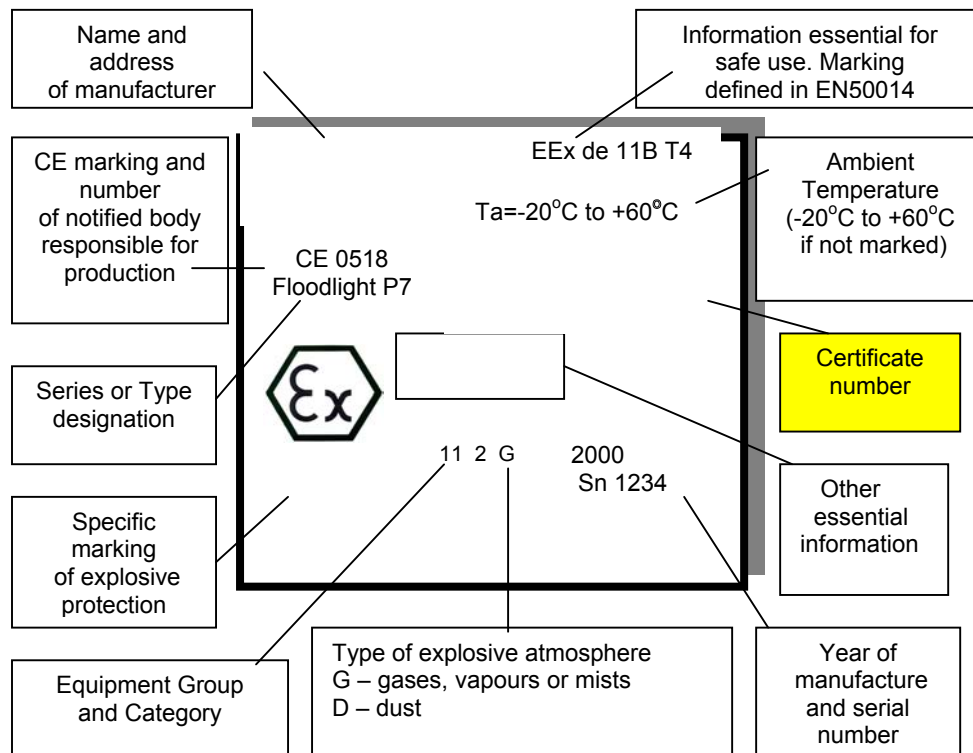 Name and
address
of manufacturer
Information essential for
safe use. Marking
defined in EN50014
CE marking and
number
of notified body
responsible for
production
EEx de 11B T4
Ta=-20°C to +60°C
Ambient
Temperature
(-20°C to +60°C
if not marked)
CE 0518
Floodlight P7
Series or Type
designation
Ex
Certificate
number
11 2 G
2000
Sn 1234
Other
essential
information
Specific
marking
of explosive
protection
Equipment Group
and Category
Type of explosive atmosphere
G – gases, vapours or mists
D – dust
Year of
manufacture
and serial
number